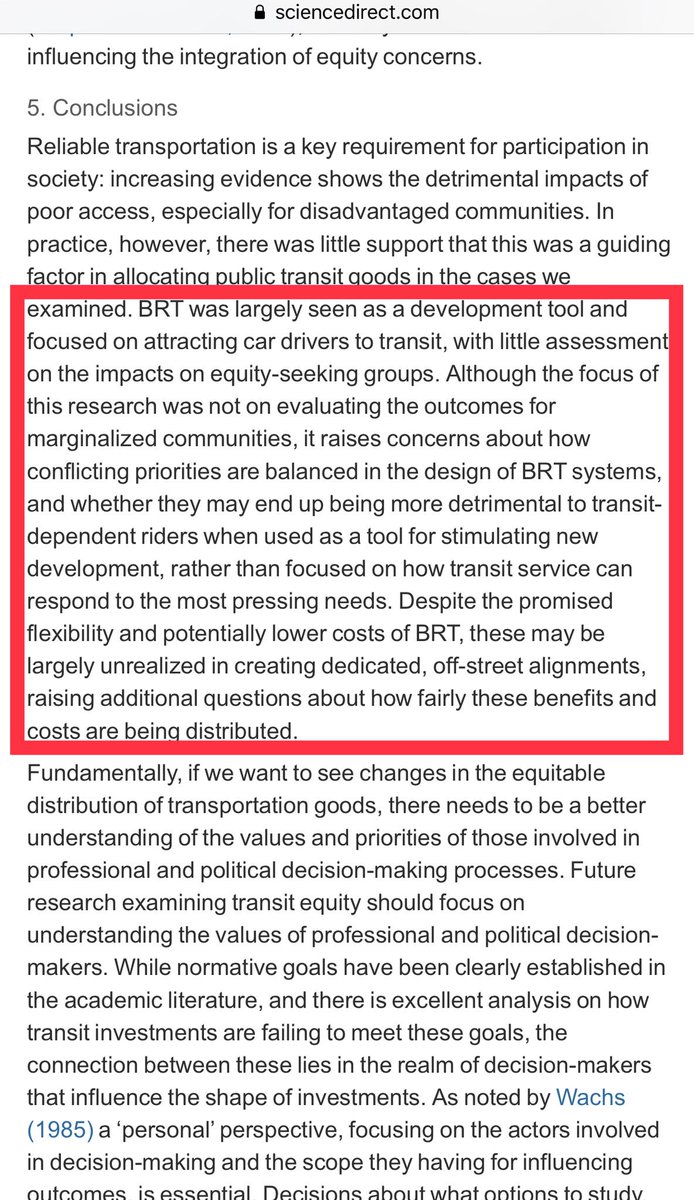 sciencedirect.com
influencing the integration of equity concerns.
5. Conclusions
Reliable transportation is a key requirement for participation in
society: increasing evidence shows the detrimental impacts of
poor access, especially for disadvantaged communities. In
practice, however, there was little support that this was a guiding
factor in allocating public transit goods in the cases we
examined. BRT was largely seen as a development tool and
focused on attracting car drivers to transit, with little assessment
on the impacts on equity-seeking groups. Although the focus of
this research was not on evaluating the outcomes for
marginalized communities, it raises concerns about how
conflicting priorities are balanced in the design of BRT systems,
and whether they may end up being more detrimental to transit-
dependent riders when used as a tool for stimulating new
development, rather than focused on how transit service can
respond to the most pressing needs. Despite the promised
flexibility and potentially lower costs of BRT, these may be
largely unrealized in creating dedicated, off-street alignments,
raising additional questions about how fairly these benefits and
costs are being distributed.
Fundamentally, if we want to see changes in the equitable
distribution of transportation goods, there needs to be a better
understanding of the values and priorities of those involved in
professional and political decision-making processes. Future
research examining transit equity should focus on
understanding the values of professional and political decision-
makers. While normative goals have been clearly established in
the academic literature, and there is excellent analysis on how
transit investments are failing to meet these goals, the
connection between these lies in the realm of decision-makers
that influence the shape of investments. As noted by Wachs
(1985) a ‘personal’ perspective, focusing on the actors involved
in decision-making and the scope they having for influencing
outcomes, is essential. Decisions about what options to study